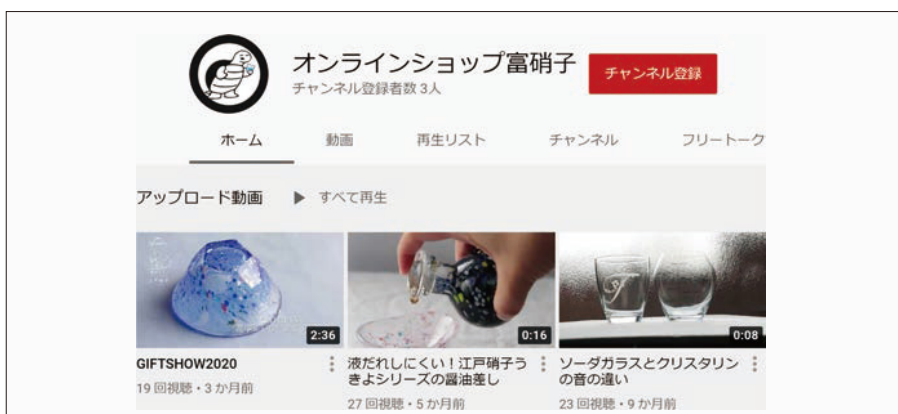 オンラインショップ富硝子
チャンネル登録者数 3人
チャンネル登録
ホーム 動画 再生リスト チャンネル フリートーク
アップロード動画 ▶ すべて再生
2:36
0:16
0:08
GIFTSHOW2020
19 回視聴・3 か月前
液だれしにくい！江戸硝子う
きよシリーズの醤油差し
27 回視聴・5 か月前
ソーダガラスとクリスタリン
の音の違い
23 回視聴・9 か月前